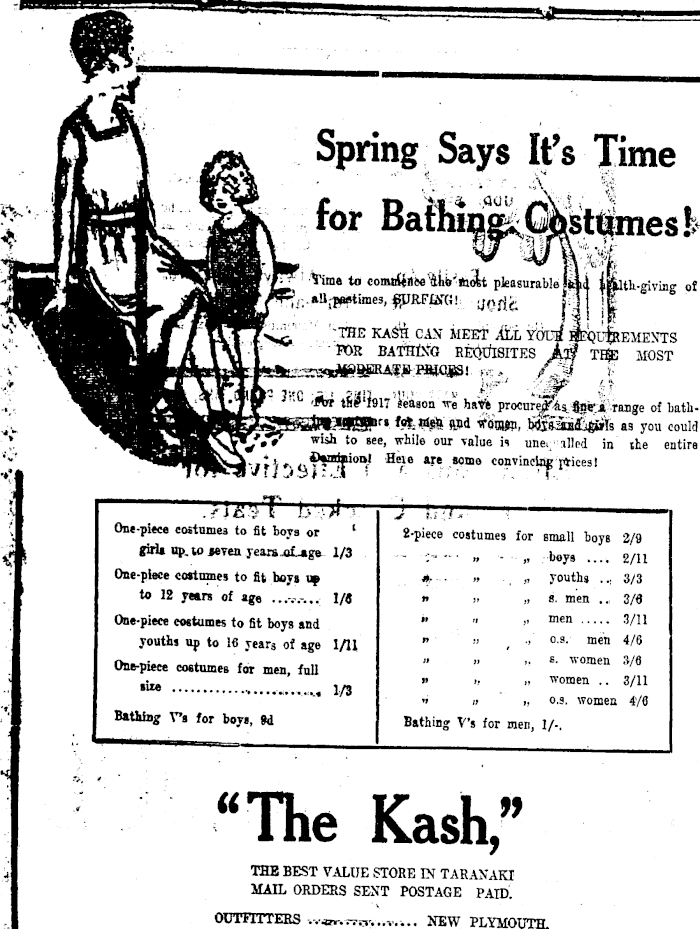 Spring Says It's Time
for Bathing Costumes!
Time to commence the most pleasurable and health-giving of
all pastimes, SURFING!
THE KASH CAN MEET ALL YOUR REQUIREMENTS
FOR BATHING REQUISITES AT THE MOST
MODERATE PRICES!
For the 1917 season we have procured as fine a range of bath-
ing costumes for men and women, boys and girls as you could
wish to see, while our value is unequalled in the entire
Dominion! Here are some convincing prices!
One-piece costumes to fit boys or
girls up to seven years of age 1/3
One-piece costumes to fit boys up
to 12 years of age ........ 1/6
One-piece costumes to fit boys and
youths up to 16 years of age 1/11
One-piece costumes for men, full
size ........................ 1/3
Bathing V's for boys, 9d
2-piece costumes for small boys 2/9
„ „ boys .... 2/11
„ „ „ youths .. 3/3
„ „ „ s. men .. 3/6
„ „ „ men ..... 3/11
„ „ „ o.s. men 4/6
„ „ „ s. women 3/6
„ „ „ women .. 3/11
„ „ „ o.s. women 4/6
Bathing V's for men, 1/-.
"The Kash,"
THE BEST VALUE STORE IN TARANAKI
MAIL ORDERS SENT POSTAGE PAID.
OUTFITTERS ................ NEW PLYMOUTH.